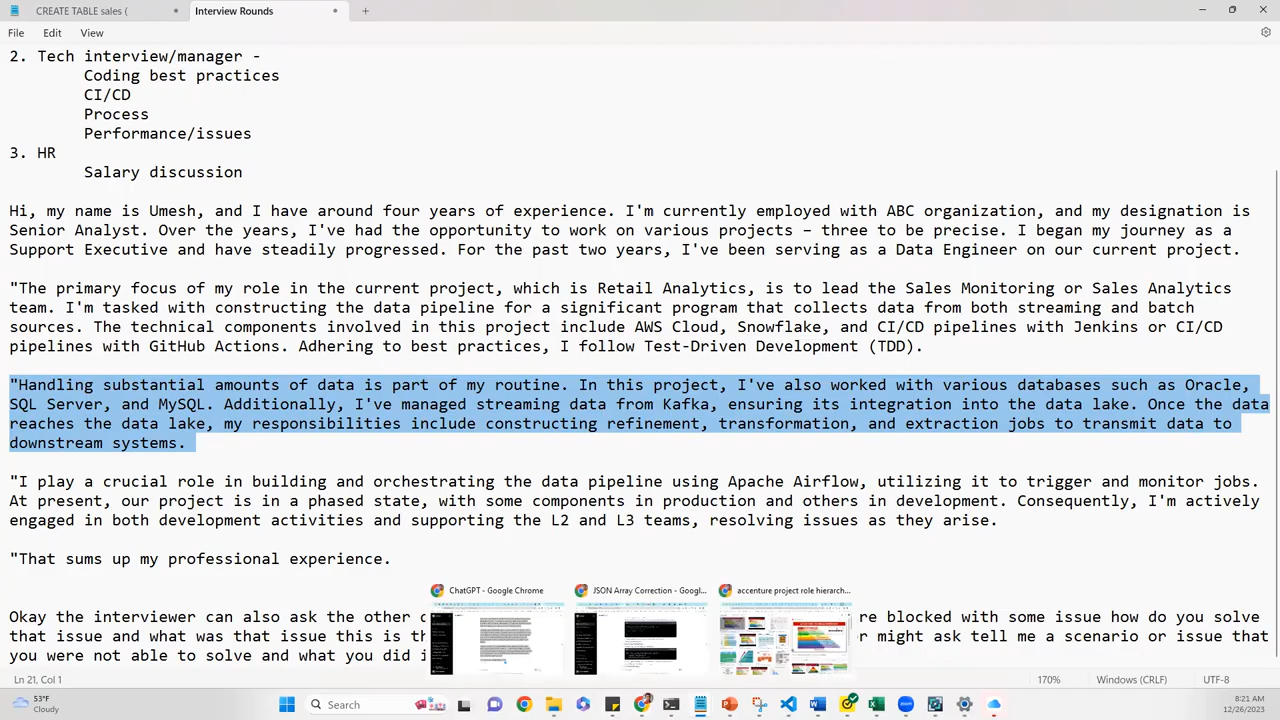 CREATE TABLE sales (
Interview Rounds
File Edit View
2. Tech interview/manager -
Coding best practices
CI/CD
Process
Performance/issues
3. HR
Salary discussion
Hi, my name is Umesh, and I have around four years of experience. I'm currently employed with ABC organization, and my designation is
Senior Analyst. Over the years, I've had the opportunity to work on various projects – three to be precise. I began my journey as a
Support Executive and have steadily progressed. For the past two years, I've been serving as a Data Engineer on our current project.
"The primary focus of my role in the current project, which is Retail Analytics, is to lead the Sales Monitoring or Sales Analytics
team. I'm tasked with constructing the data pipeline for a significant program that collects data from both streaming and batch
sources. The technical components involved in this project include AWS Cloud, Snowflake, and CI/CD pipelines with Jenkins or CI/CD
pipelines with GitHub Actions. Adhering to best practices, I follow Test-Driven Development (TDD).
"Handling substantial amounts of data is part of my routine. In this project, I've also worked with various databases such as Oracle,
SQL Server, and MySQL. Additionally, I've managed streaming data from Kafka, ensuring its integration into the data lake. Once the data
reaches the data lake, my responsibilities include constructing refinement, transformation, and extraction jobs to transmit data to
downstream systems.
"I play a crucial role in building and orchestrating the data pipeline using Apache Airflow, utilizing it to trigger and monitor jobs.
At present, our project is in a phased state, with some components in production and others in development. Consequently, I'm actively
engaged in both development activities and supporting the L2 and L3 teams, resolving issues as they arise.
"That sums up my professional experience.
ChatGPT - Google Chrome
JSON Array Correction - Googl...
accenture project role hierarch...
with some issue how do you solve
that issue and what was the issue
might ask tell me scenario or issue that
you were not able to solve and what you did i
170% Windows (CRLF) UTF-8
Cloudy
Search
8:21 AM
12/26/2023